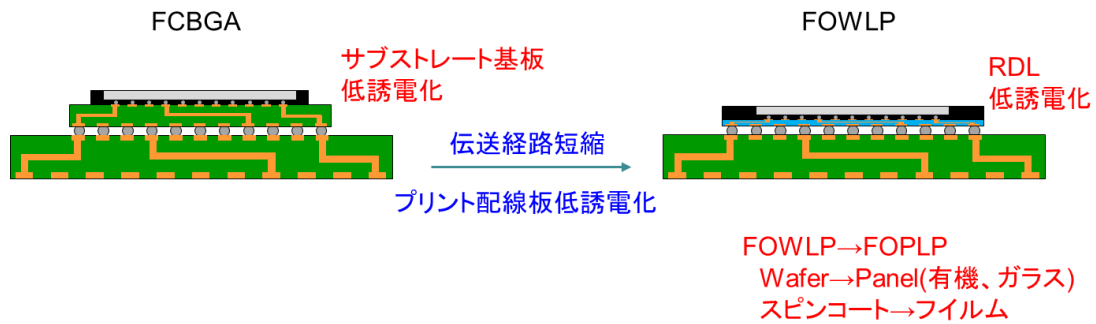 FCBGA
サブストレート基板
低誘電化
伝送経路短縮
プリント配線板低誘電化
FOWLP
RDL
低誘電化
FOWLP→FOPLP
Wafer→Panel(有機、ガラス)
スピンコート→フイルム